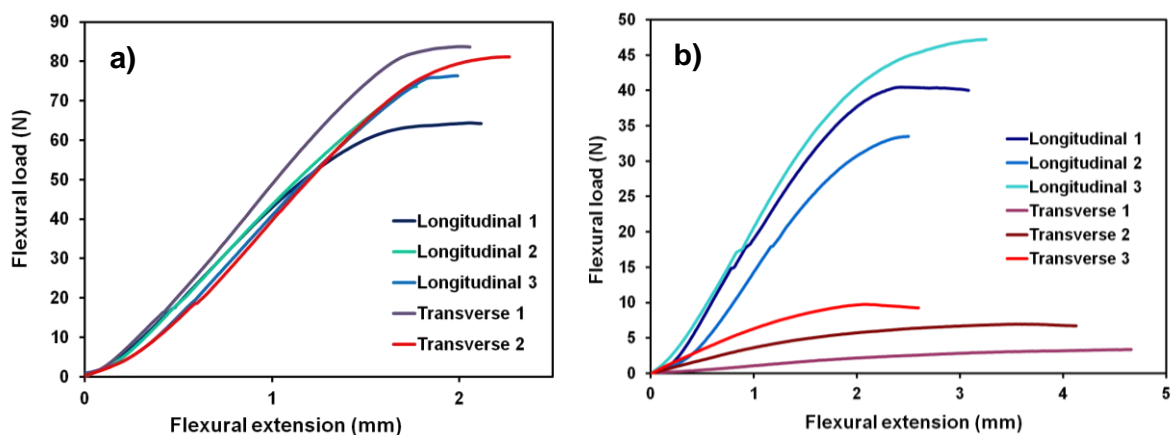 a)
Flexural load (N)
90
80
70
60
50
40
30
20
10
0
0 1 2
Flexural extension (mm)
Longitudinal 1
Longitudinal 2
Longitudinal 3
Transverse 1
Transverse 2
b)
Flexural load (N)
50
45
40
35
30
25
20
15
10
5
0
0 1 2 3 4 5
Flexural extension (mm)
Longitudinal 1
Longitudinal 2
Longitudinal 3
Transverse 1
Transverse 2
Transverse 3